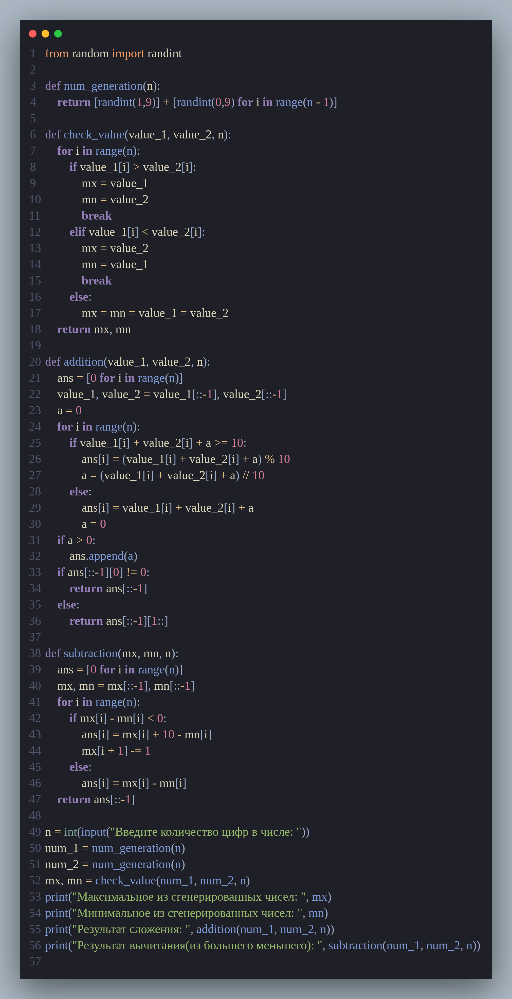 1 from random import randint
2
3 def num_generation(n):
4     return [randint(1,9)] + [randint(0,9) for i in range(n - 1)]
5
6 def check_value(value_1, value_2, n):
7     for i in range(n):
8         if value_1[i] > value_2[i]:
9             mx = value_1
10             mn = value_2
11             break
12         elif value_1[i] < value_2[i]:
13             mx = value_2
14             mn = value_1
15             break
16         else:
17             mx = mn = value_1 = value_2
18     return mx, mn
19
20 def addition(value_1, value_2, n):
21     ans = [0 for i in range(n)]
22     value_1, value_2 = value_1[::-1], value_2[::-1]
23     a = 0
24     for i in range(n):
25         if value_1[i] + value_2[i] + a >= 10:
26             ans[i] = (value_1[i] + value_2[i] + a) % 10
27             a = (value_1[i] + value_2[i] + a) // 10
28         else:
29             ans[i] = value_1[i] + value_2[i] + a
30             a = 0
31     if a > 0:
32         ans.append(a)
33     if ans[::-1][0] != 0:
34         return ans[::-1]
35     else:
36         return ans[::-1][1::]
37
38 def subtraction(mx, mn, n):
39     ans = [0 for i in range(n)]
40     mx, mn = mx[::-1], mn[::-1]
41     for i in range(n):
42         if mx[i] - mn[i] < 0:
43             ans[i] = mx[i] + 10 - mn[i]
44             mx[i + 1] -= 1
45         else:
46             ans[i] = mx[i] - mn[i]
47     return ans[::-1]
48
49 n = int(input("Введите количество цифр в числе: "))
50 num_1 = num_generation(n)
51 num_2 = num_generation(n)
52 mx, mn = check_value(num_1, num_2, n)
53 print("Максимальное из сгенерированных чисел: ", mx)
54 print("Минимальное из сгенерированных чисел: ", mn)
55 print("Результат сложения: ", addition(num_1, num_2, n))
56 print("Результат вычитания(из большего меньшего): ", subtraction(num_1, num_2, n))
57